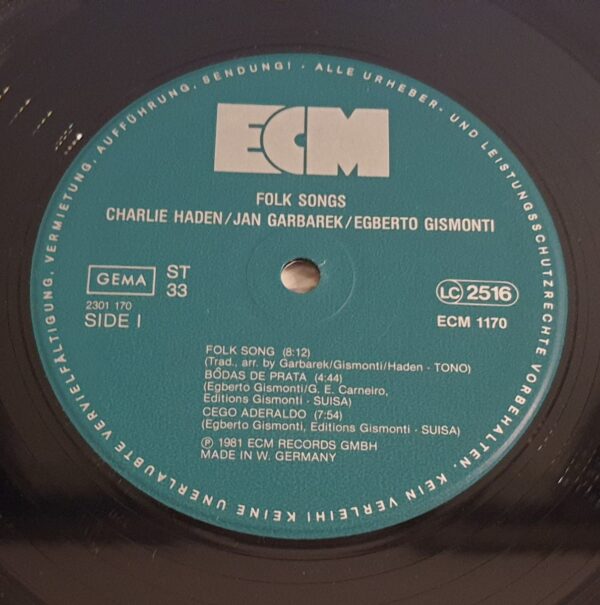 ECM
FOLK SONGS
CHARLIE HADEN/JAN GARBAREK/EGBERTO GISMONTI
GEMA
ST
33
2301 170
SIDE I
LC 2516
ECM 1170
FOLK SONG (8:12)
(Trad., arr. by Garbarek/Gismonti/Haden - TONO)
BŌDAS DE PRATA (4:44)
(Egberto Gismonti/G. E. Carneiro,
Editions Gismonti - SUISA)
CEGO ADERALDO (7:54)
(Egberto Gismonti, Editions Gismonti - SUISA)
Ⓟ 1981 ECM RECORDS GMBH
MADE IN W. GERMANY
ALLE URHEBER- UND LEISTUNGSSCHUTZRECHTE VORBEHALTEN. KEIN VERLEIH! KEINE UNERLAUBTE VERVIELFÄLTIGUNG, VERMIETUNG, AUFFÜHRUNG, SENDUNG! ·